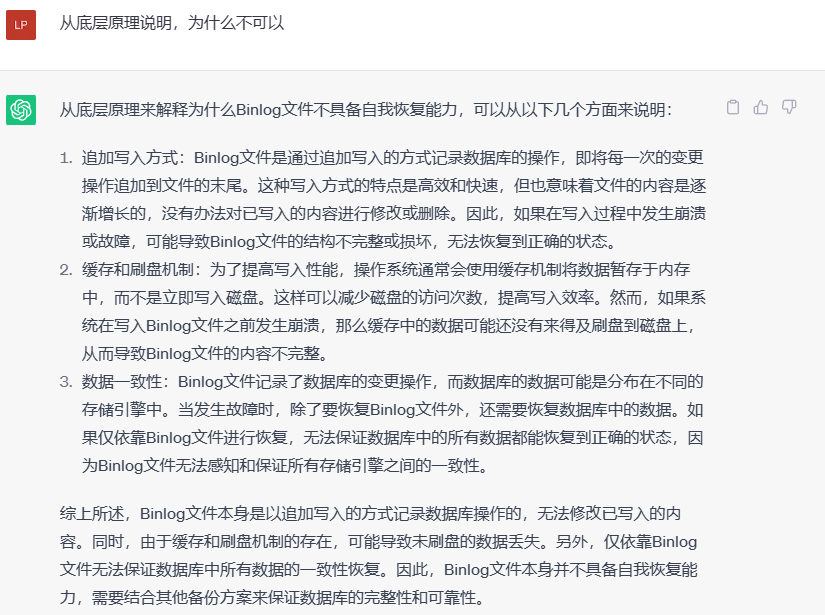 LP
从底层原理说明，为什么不可以
从底层原理来解释为什么Binlog文件不具备自我恢复能力，可以从以下几个方面来说明：
1. 追加写入方式：Binlog文件是通过追加写入的方式记录数据库的操作，即将每一次的变更
操作追加到文件的末尾。这种写入方式的特点是高效和快速，但也意味着文件的内容是逐
渐增长的，没有办法对已写入的内容进行修改或删除。因此，如果在写入过程中发生崩溃
或故障，可能导致Binlog文件的结构不完整或损坏，无法恢复到正确的状态。
2. 缓存和刷盘机制：为了提高写入性能，操作系统通常会使用缓存机制将数据暂存于内存
中，而不是立即写入磁盘。这样可以减少磁盘的访问次数，提高写入效率。然而，如果系
统在写入Binlog文件之前发生崩溃，那么缓存中的数据可能还没有来得及刷盘到磁盘上，
从而导致Binlog文件的内容不完整。
3. 数据一致性：Binlog文件记录了数据库的变更操作，而数据库的数据可能是分布在不同的
存储引擎中。当发生故障时，除了要恢复Binlog文件外，还需要恢复数据库中的数据。如
果仅依靠Binlog文件进行恢复，无法保证数据库中的所有数据都能恢复到正确的状态，因
为Binlog文件无法感知和保证所有存储引擎之间的一致性。
综上所述，Binlog文件本身是以追加写入的方式记录数据库操作的，无法修改已写入的内
容。同时，由于缓存和刷盘机制的存在，可能导致未刷盘的数据丢失。另外，仅依靠Binlog
文件无法保证数据库中所有数据的一致性恢复。因此，Binlog文件本身并不具备自我恢复能
力，需要结合其他备份方案来保证数据库的完整性和可靠性。